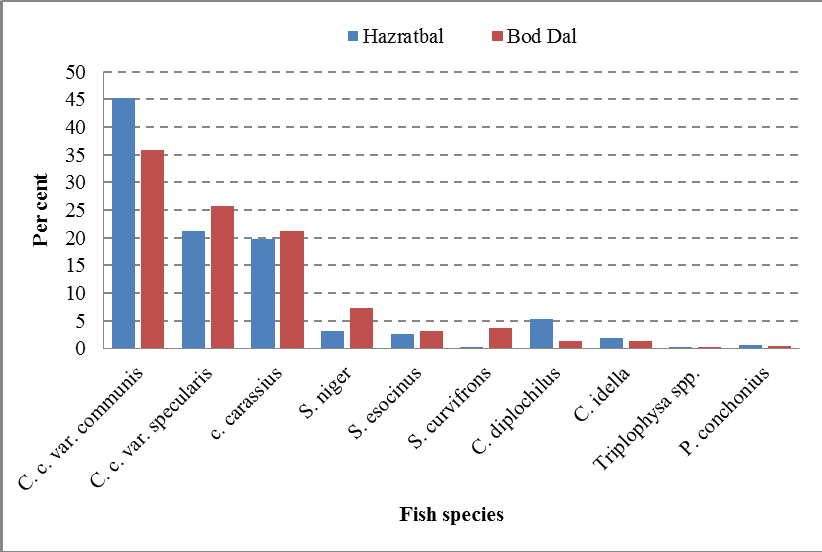 Hazratbal Bod Dal
50
45
40
35
30
25
20
15
10
5
0
Per cent
C. c. var. communis
C. c. var. specularis
c. carassius
S. niger
S. esocinus
S. curvifrons
C. diplochilus
C. idella
Triplophysa spp.
P. conchonius
Fish species